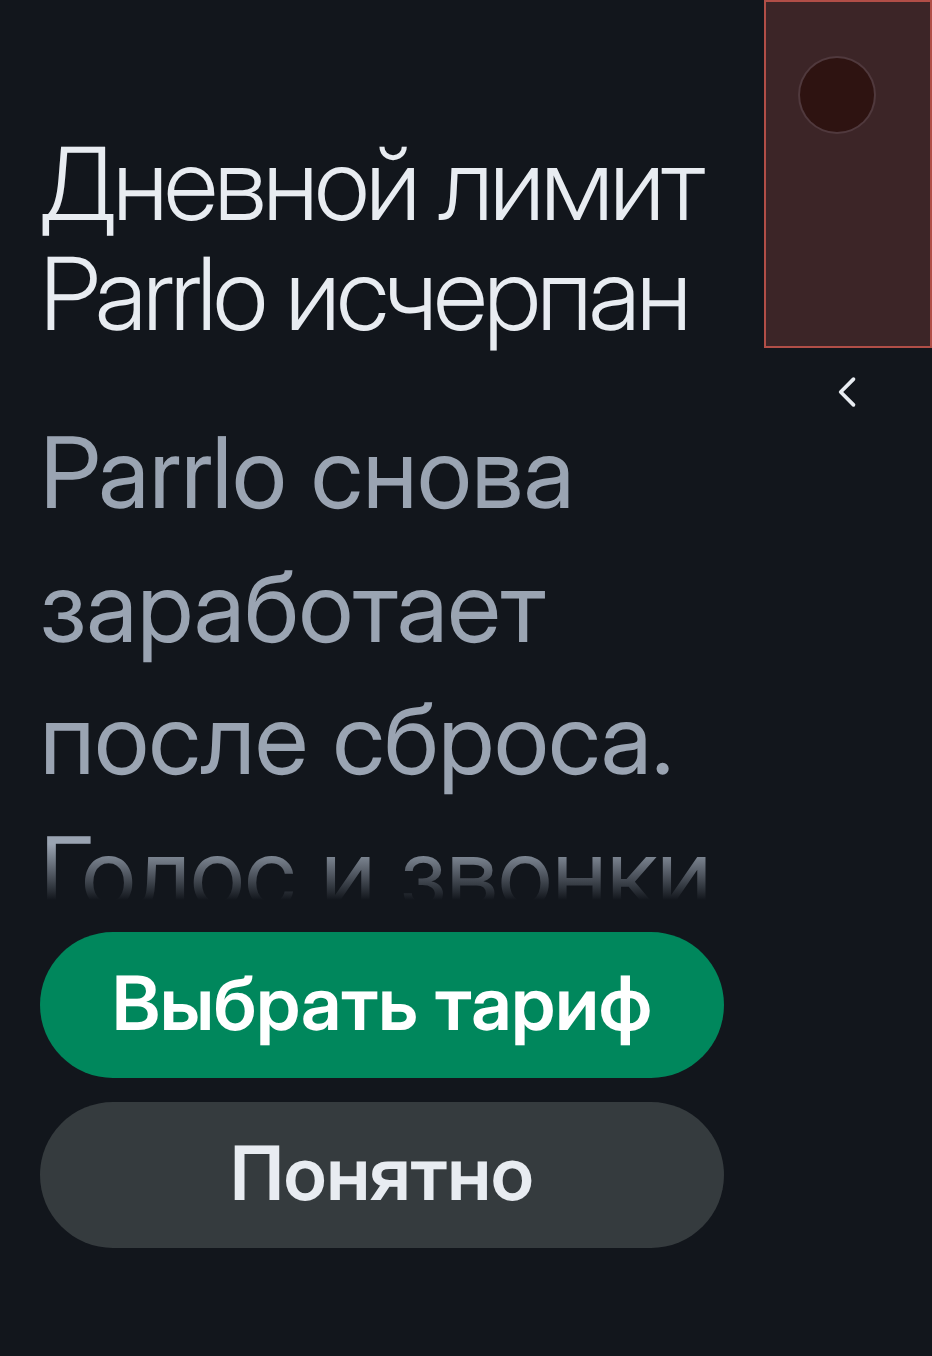 Дневной лимит
Parrlo исчерпан
Parrlo снова
заработает
после сброса.
Голос и звонки
Выбрать тариф
Понятно